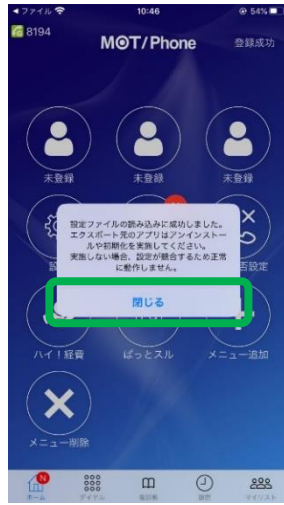 ◀ファイル 10:46 54%
8194 MOT/Phone 登録成功
未登録 未登録 未登録
設定ファイルの読み込みに成功しました。
エクスポート元のアプリはアンインストー
ルや初期化を実施してください。
実施しない場合、設定が競合するため正常
に動作しません。
設 否設定
閉じる
ハイ！経費 ぱっとスル メニュー追加
メニュー削除
N
ホーム ダイヤル 電話帳 履歴 マイリスト